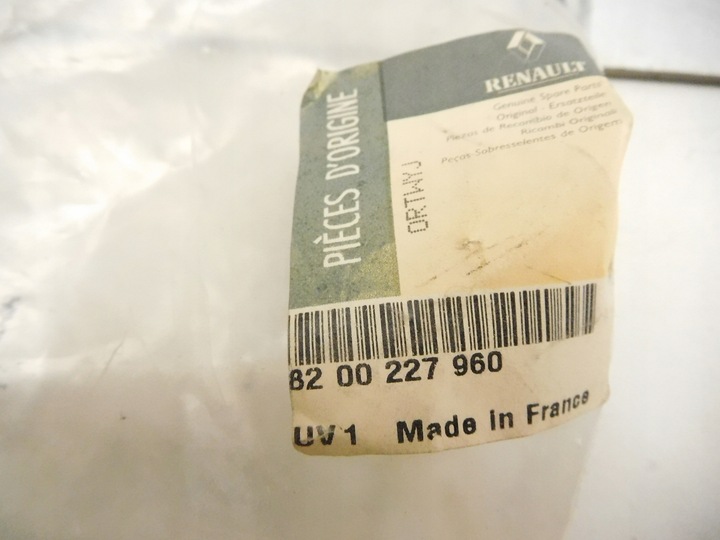 RENAULT
Genuine Spare Parts
Original - Ersatzteile
Piezas de Recambio de Origen
Ricambi Originali
Peças Sobresselentes de Origem
PIÈCES D'ORIGINE
ORTWYJ
82 00 227 960
UV1 Made in France